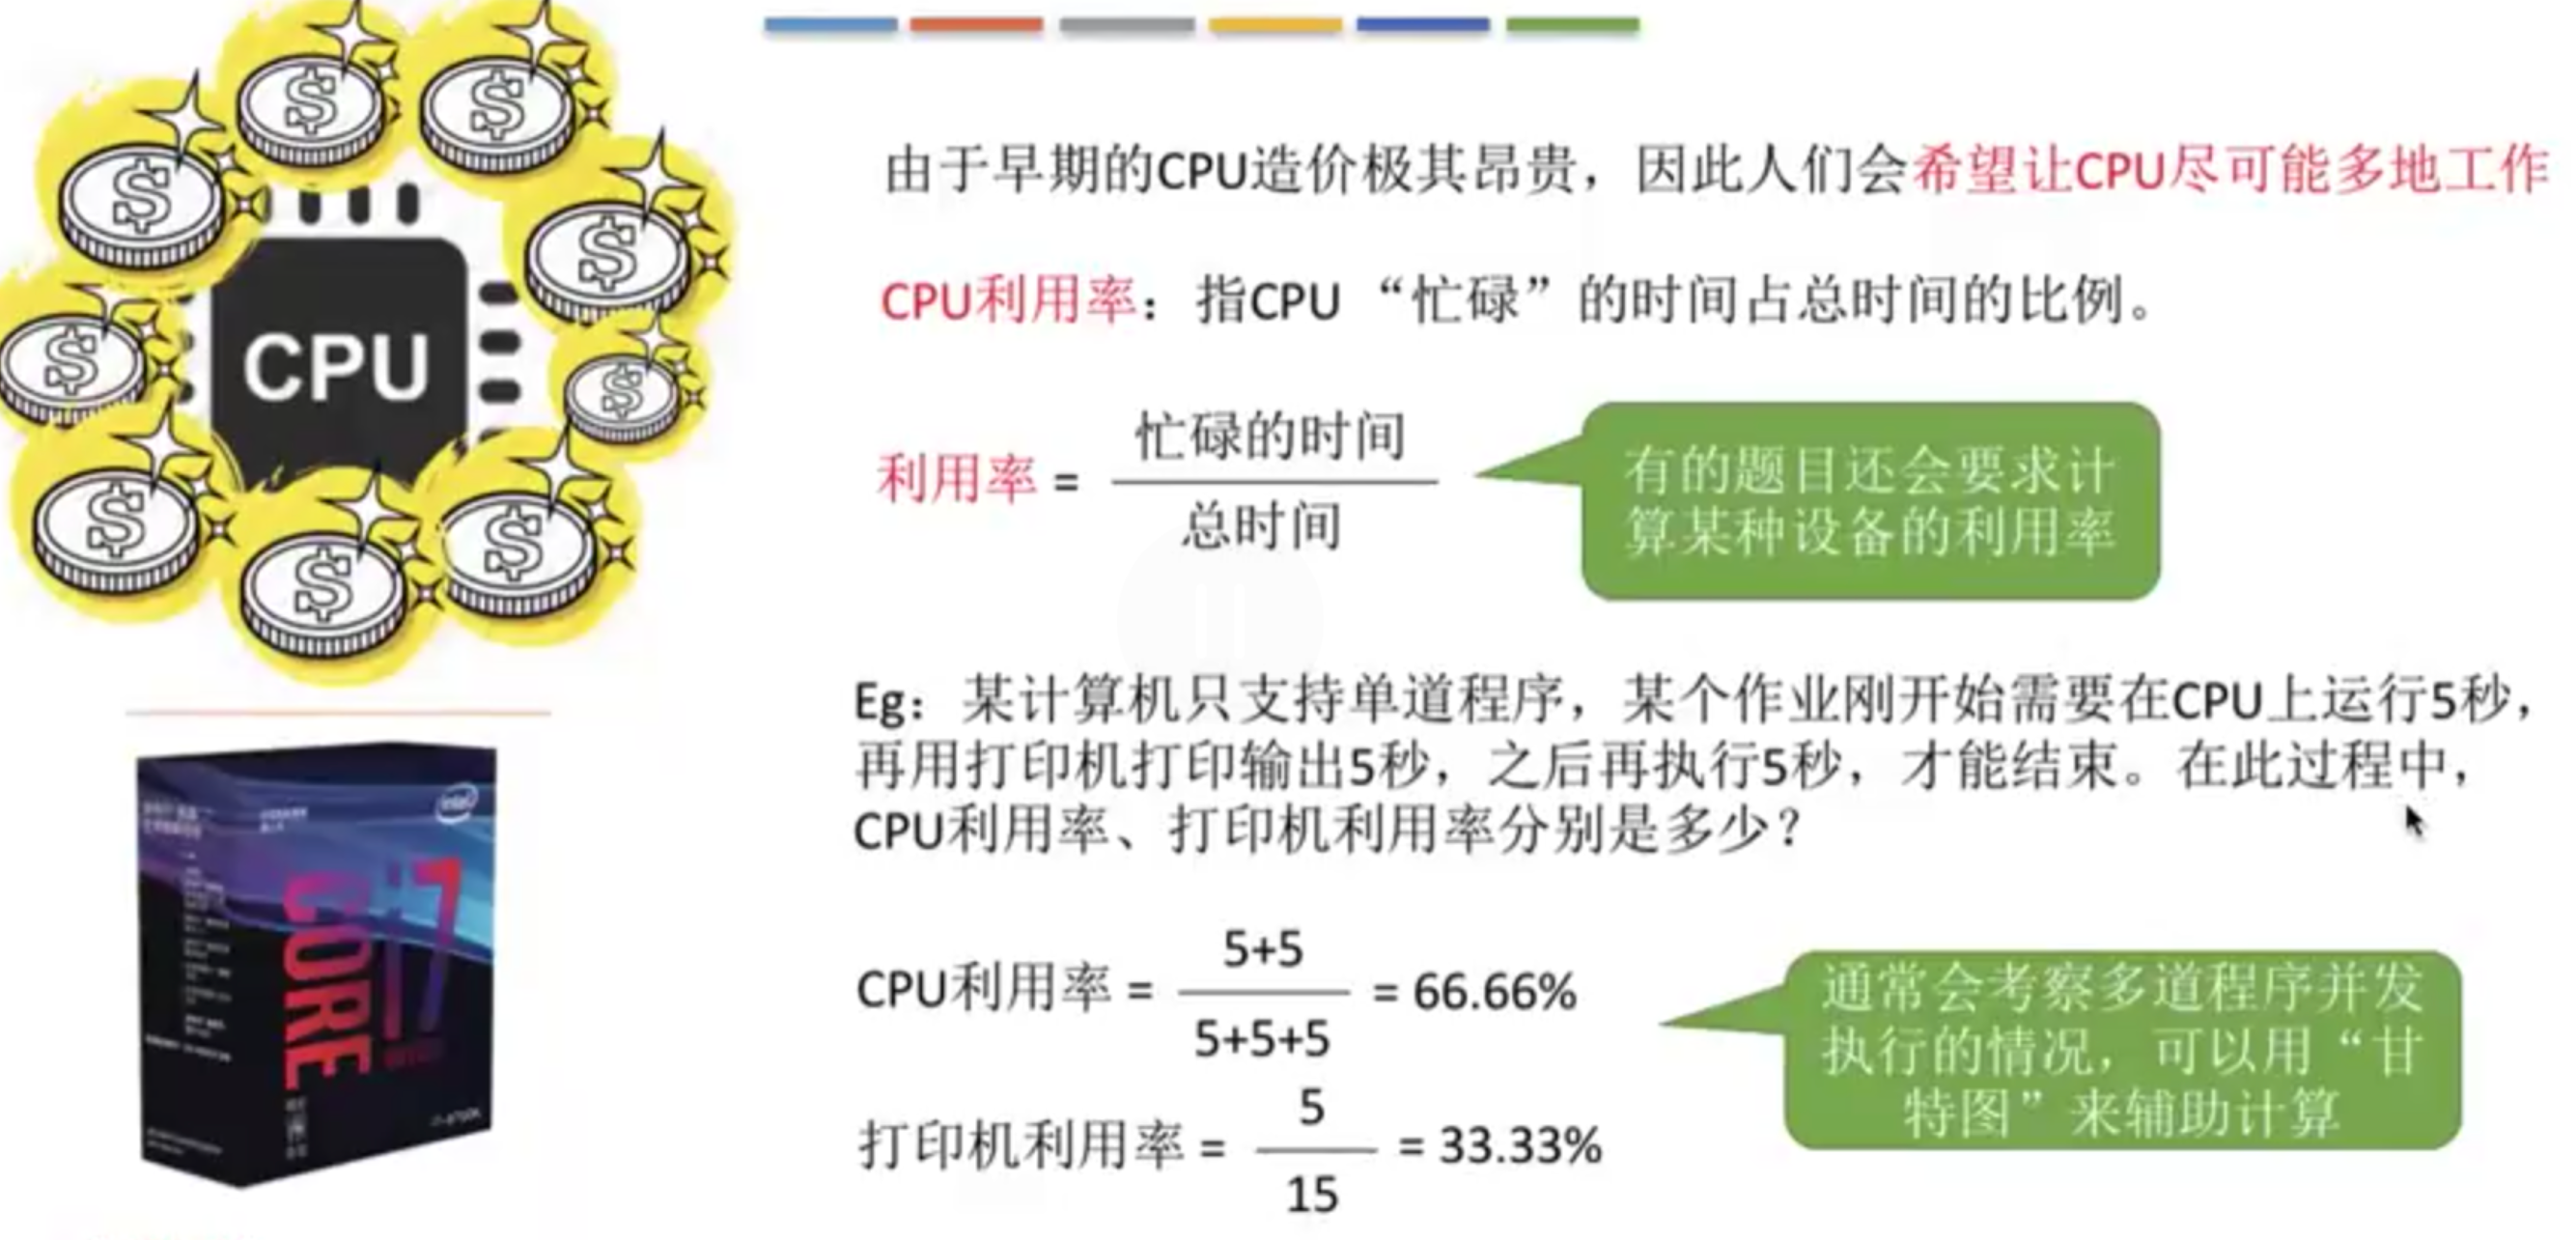 由于早期的CPU造价极其昂贵，因此人们会希望让CPU尽可能多地工作
CPU利用率：指CPU “忙碌”的时间占总时间的比例。
CPU
利用率 =
忙碌的时间
总时间
有的题目还会要求计
算某种设备的利用率
Eg：某计算机只支持单道程序，某个作业刚开始需要在CPU上运行5秒，
再用打印机打印输出5秒，之后再执行5秒，才能结束。在此过程中，
CPU利用率、打印机利用率分别是多少？
intel
CORE i7
CPU利用率 =
5+5
5+5+5
= 66.66%
通常会考察多道程序并发
执行的情况，可以用“甘
特图”来辅助计算
打印机利用率 =
5
15
= 33.33%